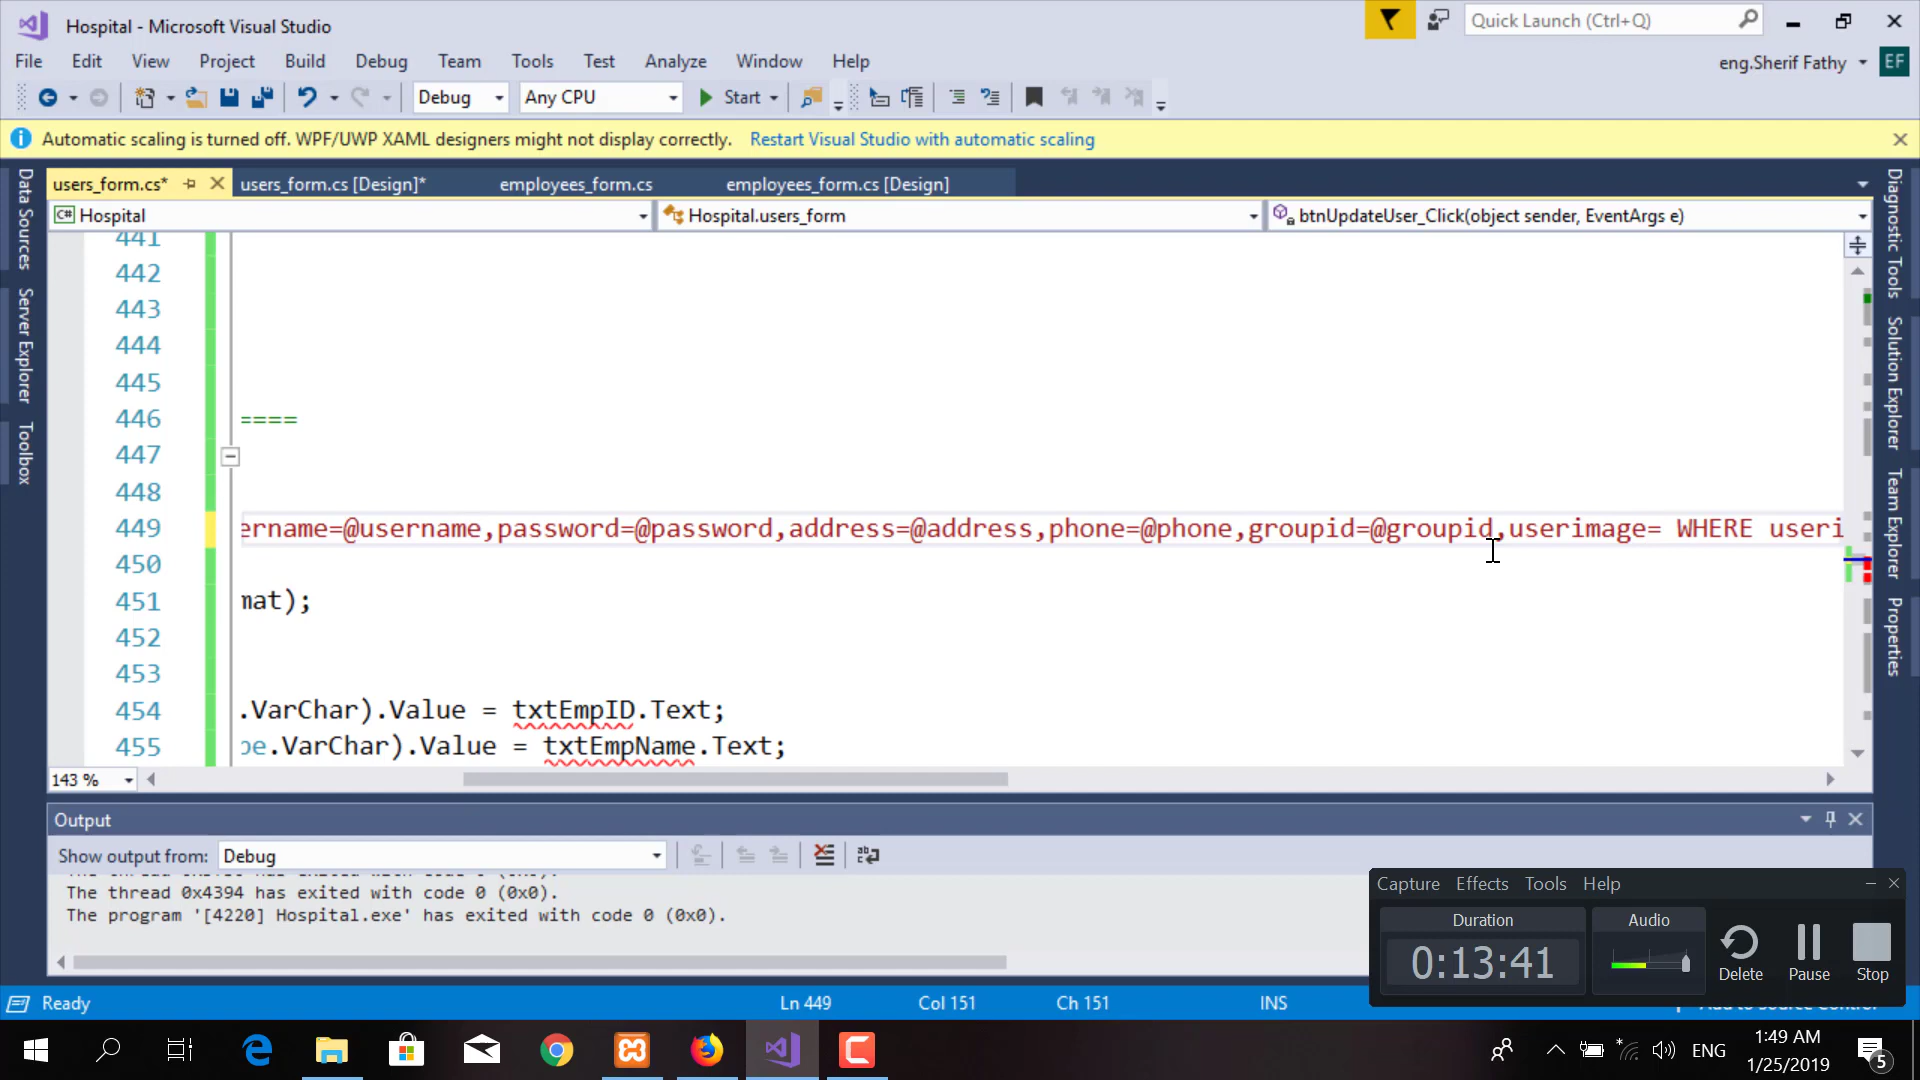 Hospital - Microsoft Visual Studio
Quick Launch (Ctrl+Q)
File Edit View Project Build Debug Team Tools Test Analyze Window Help
eng.Sherif Fathy EF
Debug Any CPU Start
Automatic scaling is turned off. WPF/UWP XAML designers might not display correctly. Restart Visual Studio with automatic scaling
users_form.cs* users_form.cs [Design]* employees_form.cs employees_form.cs [Design]
C# Hospital Hospital.users_form btnUpdateUser_Click(object sender, EventArgs e)
Data Sources
Server Explorer
Toolbox
441
442
443
444
445
446 ====
447
448
449 ername=@username,password=@password,address=@address,phone=@phone,groupid=@groupid,userimage= WHERE useri
450
451 mat);
452
453
454 .VarChar).Value = txtEmpID.Text;
455 pe.VarChar).Value = txtEmpName.Text;
143 %
Diagnostic Tools
Solution Explorer
Team Explorer
Properties
Output
Show output from: Debug
The thread 0x4394 has exited with code 0 (0x0).
The program '[4220] Hospital.exe' has exited with code 0 (0x0).
Capture Effects Tools Help
Duration Audio
0:13:41
Delete Pause Stop
Ready Ln 449 Col 151 Ch 151 INS
ENG
1:49 AM
1/25/2019
5